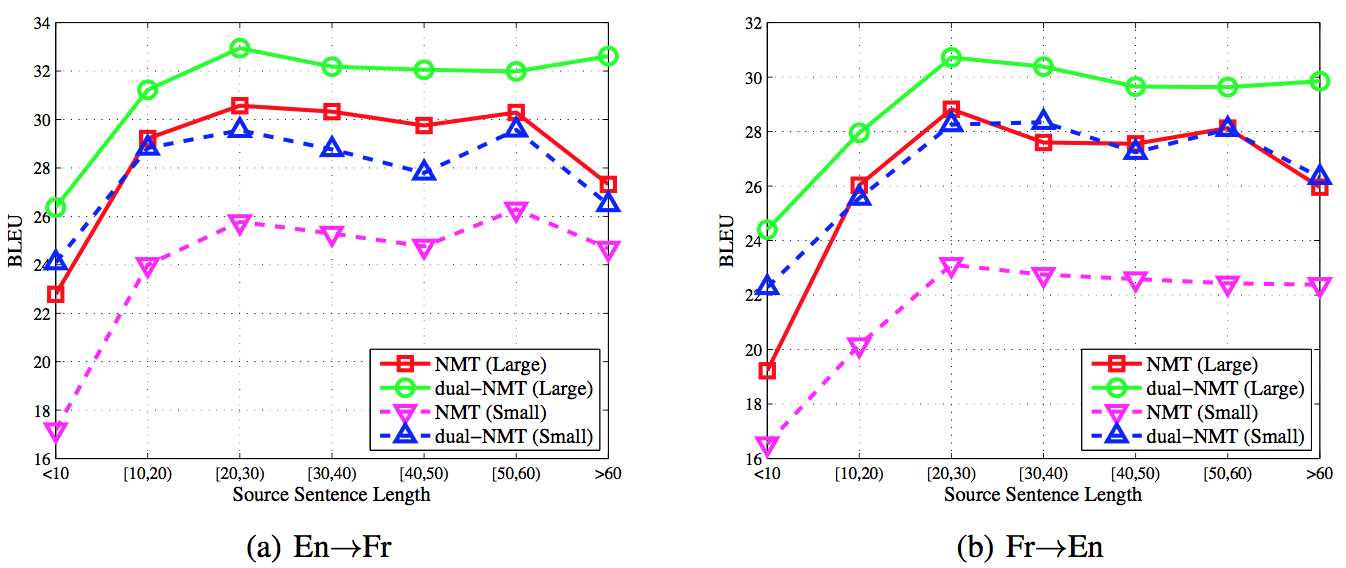 34
32
30
28
26
24
22
20
18
16
BLEU
<10
[10,20)
[20,30)
[30,40)
[40,50)
[50,60)
>60
Source Sentence Length
NMT (Large)
dual−NMT (Large)
NMT (Small)
dual−NMT (Small)
(a) En→Fr
32
30
28
26
24
22
20
18
16
BLEU
<10
[10,20)
[20,30)
[30,40)
[40,50)
[50,60)
>60
Source Sentence Length
NMT (Large)
dual−NMT (Large)
NMT (Small)
dual−NMT (Small)
(b) Fr→En